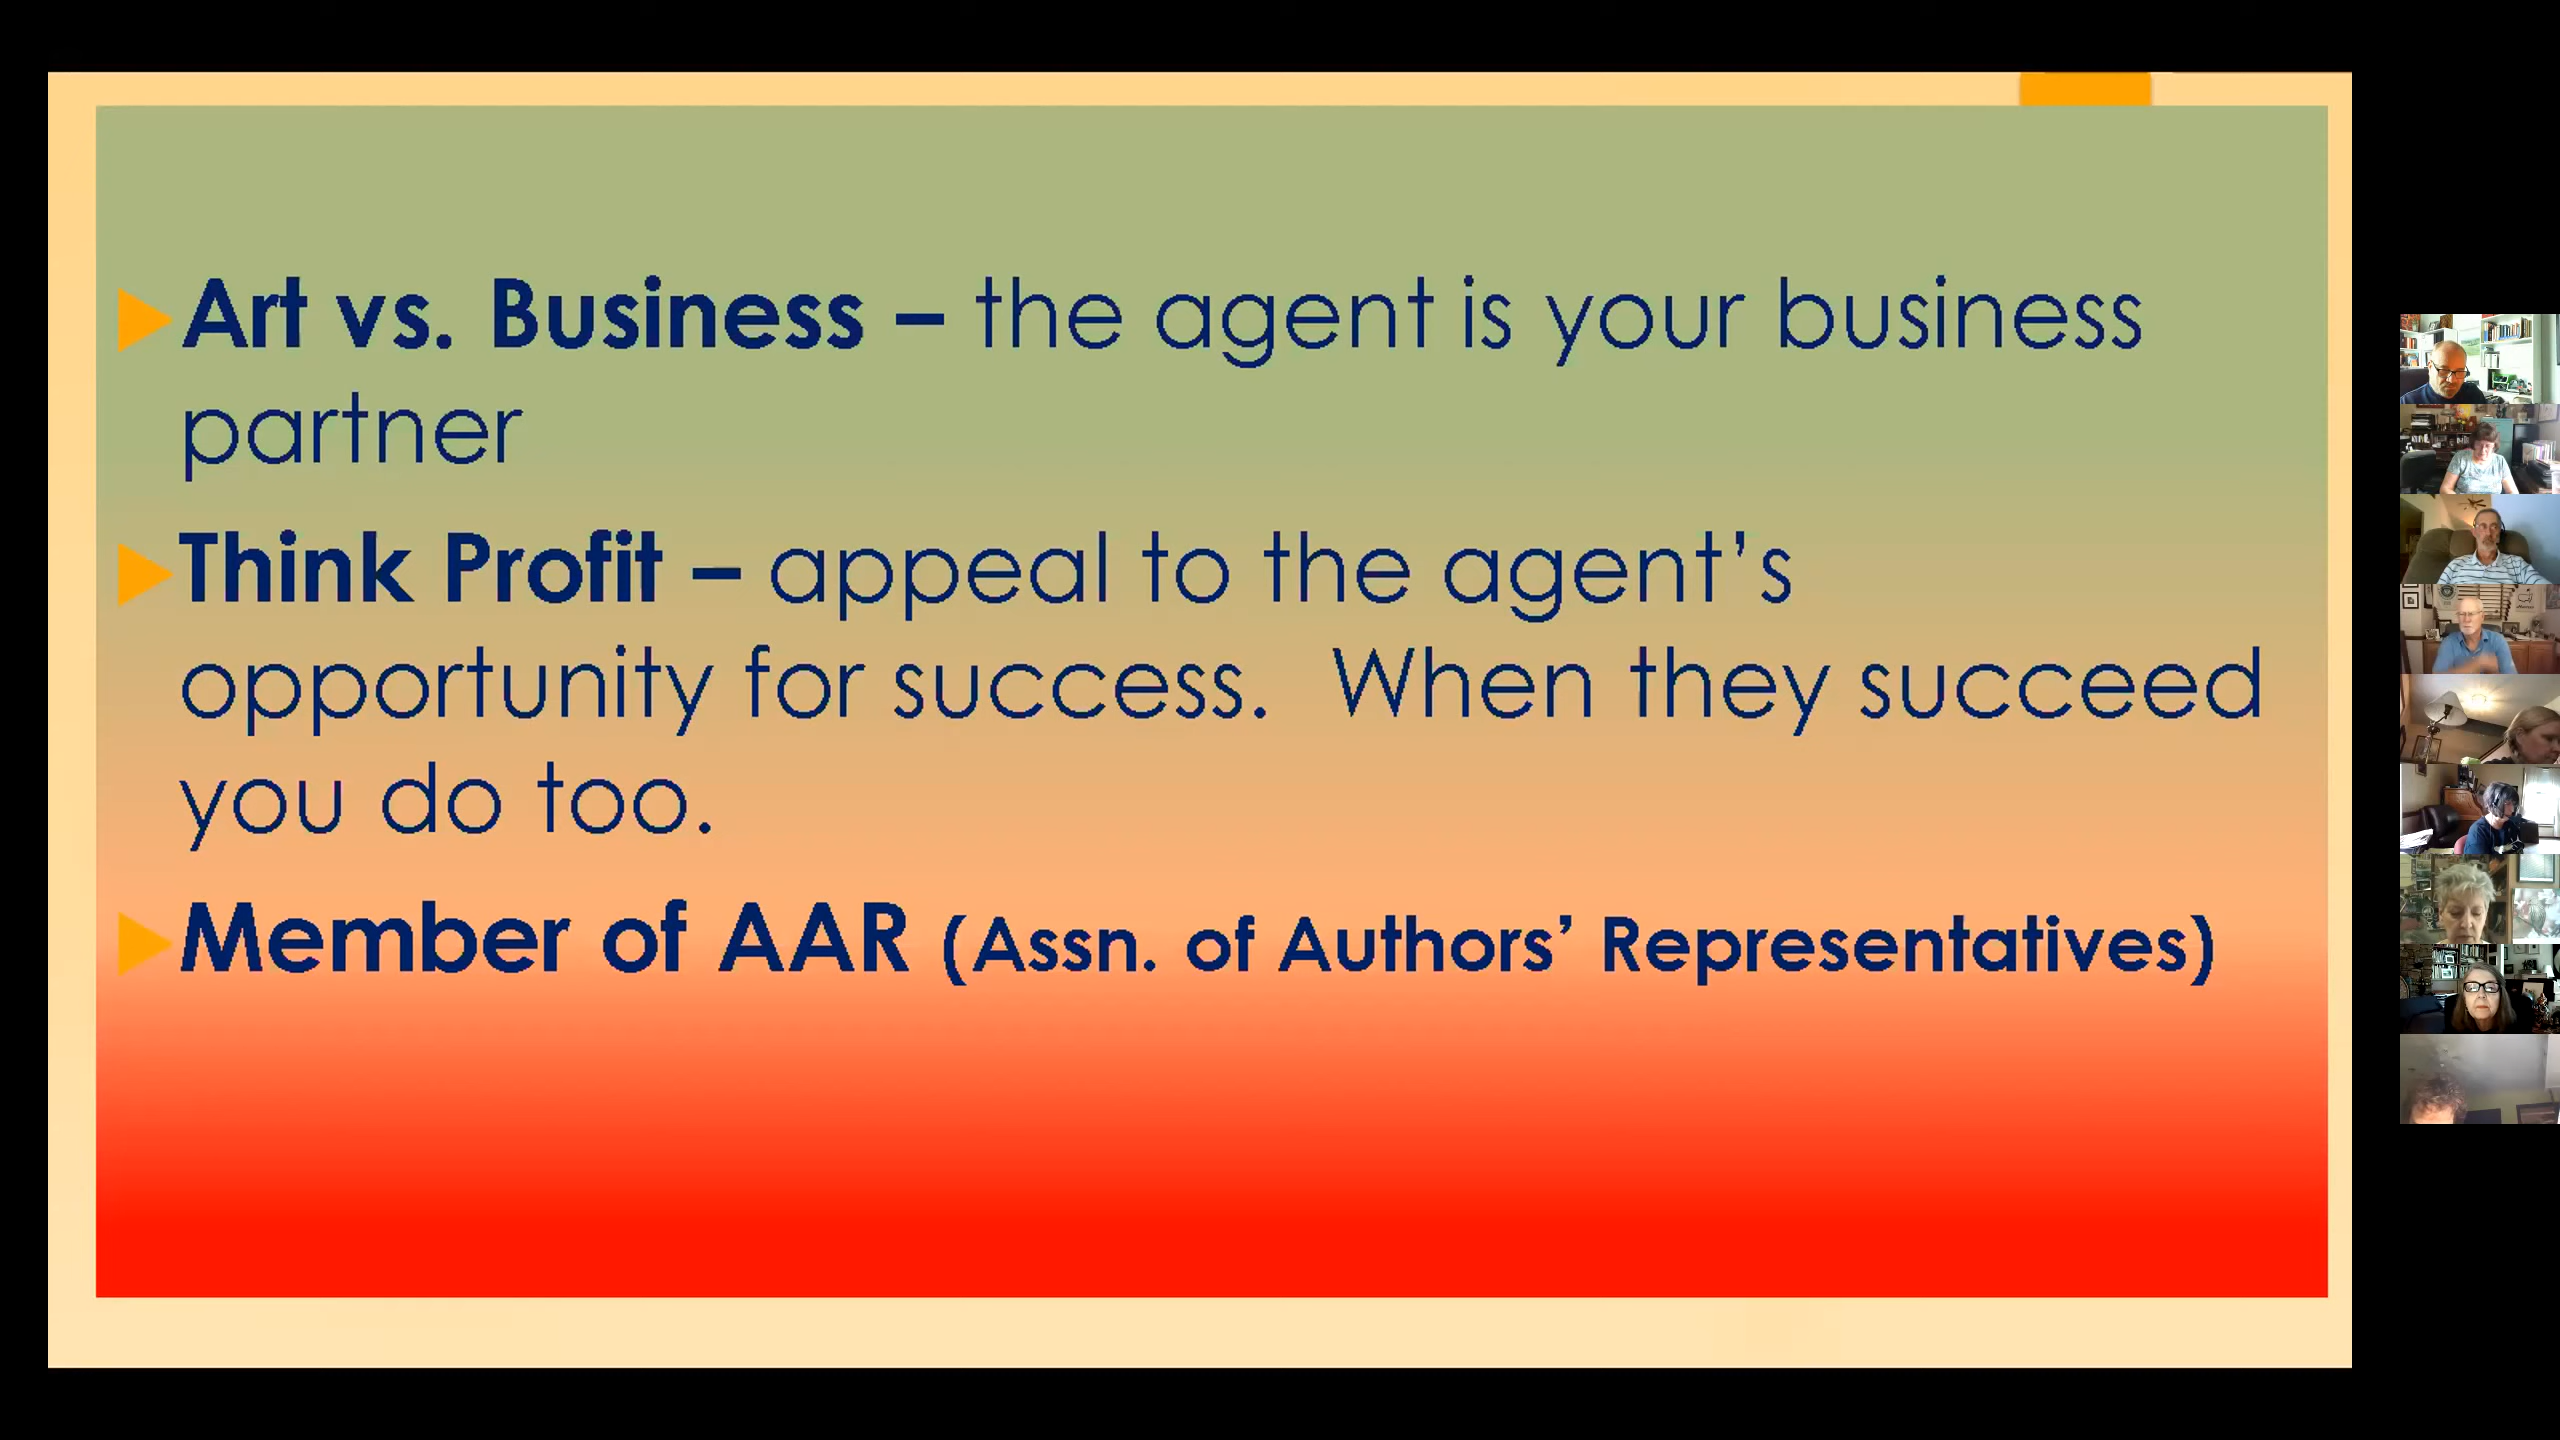 Art vs. Business – the agent is your business
partner
Think Profit – appeal to the agent’s
opportunity for success.  When they succeed
you do too.
Member of AAR (Assn. of Authors’ Representatives)